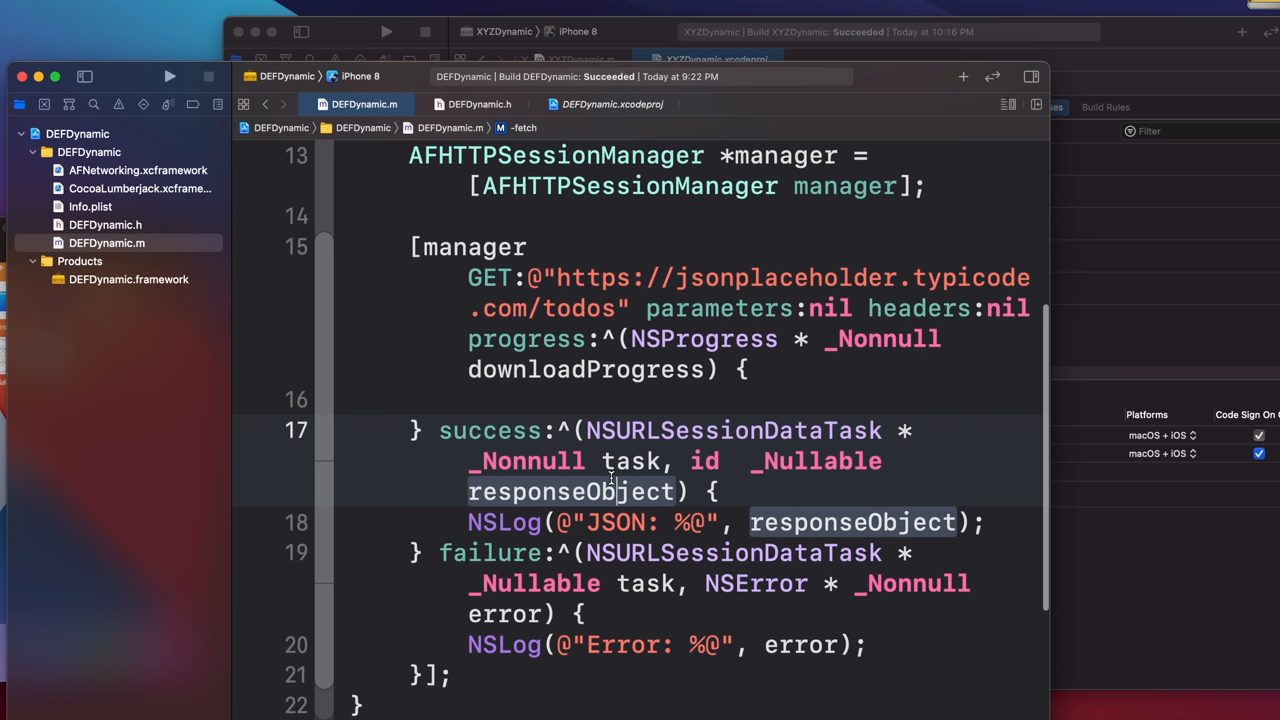 XYZDynamic
iPhone 8
XYZDynamic | Build XYZDynamic: Succeeded | Today at 10:16 PM
XYZDynamic.m
XYZDynamic.xcodeproj
Build Rules
Filter
Platforms
Code Sign On C
macOS + iOS
macOS + iOS
DEFDynamic
iPhone 8
DEFDynamic | Build DEFDynamic: Succeeded | Today at 9:22 PM
DEFDynamic.m
DEFDynamic.h
DEFDynamic.xcodeproj
DEFDynamic
DEFDynamic
DEFDynamic.m
M
-fetch
DEFDynamic
DEFDynamic
AFNetworking.xcframework
CocoaLumberjack.xcframe...
Info.plist
DEFDynamic.h
DEFDynamic.m
Products
DEFDynamic.framework
13 AFHTTPSessionManager *manager =
[AFHTTPSessionManager manager];
14
15 [manager
GET:@"https://jsonplaceholder.typicode
.com/todos" parameters:nil headers:nil
progress:^(NSProgress * _Nonnull
downloadProgress) {
16
17 } success:^(NSURLSessionDataTask *
_Nonnull task, id  _Nullable
responseObject) {
18 NSLog(@"JSON: %@", responseObject);
19 } failure:^(NSURLSessionDataTask *
_Nullable task, NSError * _Nonnull
error) {
20 NSLog(@"Error: %@", error);
21 }];
22 }